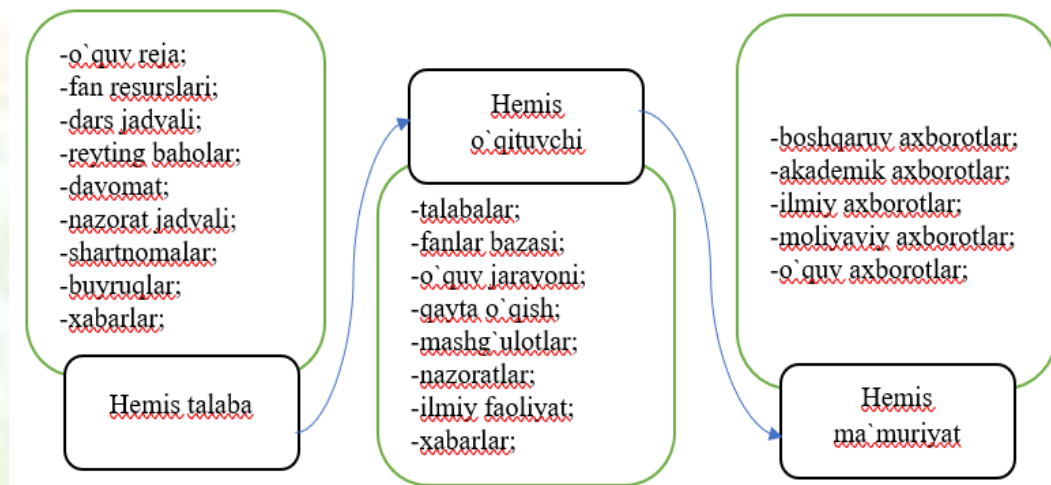 -o`quv reja;
-fan resurslari;
-dars jadvali;
-reyting baholar;
-davomat;
-nazorat jadvali;
-shartnomalar;
-buyruqlar;
-xabarlar;
Hemis talaba
Hemis
o`qituvchi
-talabalar;
-fanlar bazasi;
-o`quv jarayoni;
-qayta o`qish;
-mashg`ulotlar;
-nazoratlar;
-ilmiy faoliyat;
-xabarlar;
-boshqaruv axborotlar;
-akademik axborotlar;
-ilmiy axborotlar;
-moliyaviy axborotlar;
-o`quv axborotlar;
Hemis
ma`muriyat